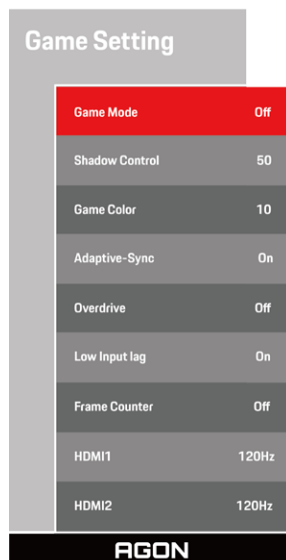 Game Setting
Game Mode Off
Shadow Control 50
Game Color 10
Adaptive-Sync On
Overdrive Off
Low Input lag On
Frame Counter Off
HDMI1 120Hz
HDMI2 120Hz
AGON